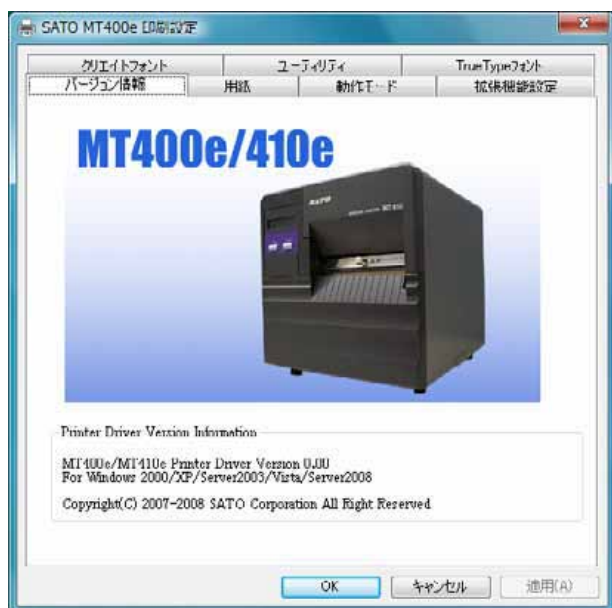 SATO MT400e 印刷設定
クリエイトフォント
ユーティリティ
TrueTypeフォント
バージョン情報
用紙
動作モード
拡張機能設定
MT400e/410e
SATO
Printer Driver Version Information
MT400e/MT410e Printer Driver Version 0.00
For Windows 2000/XP/Server2003/Vista/Server2008
Copyright(C) 2007-2008 SATO Corporation All Right Reserved
OK
キャンセル
適用(A)